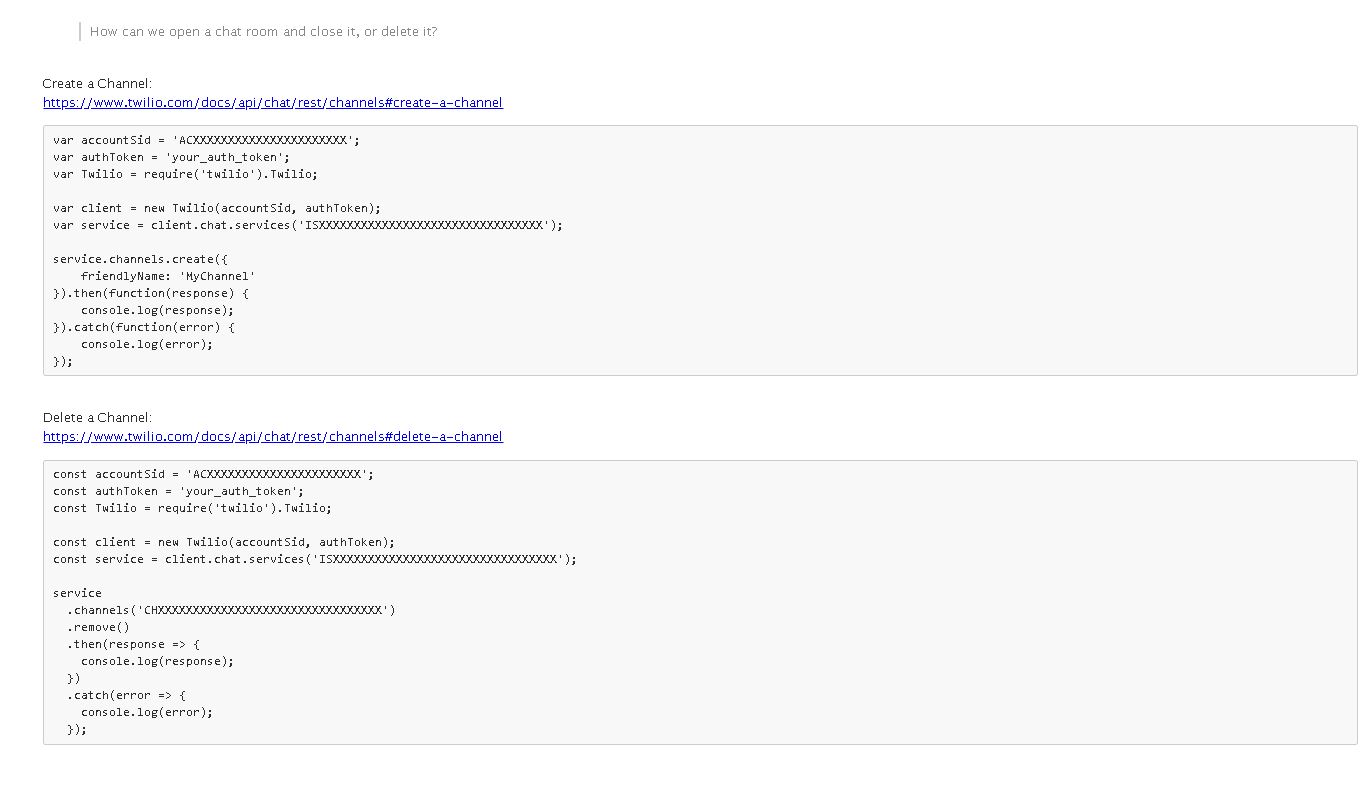 How can we open a chat room and close it, or delete it?
Create a Channel:
https://www.twilio.com/docs/api/chat/rest/channels#create-a-channel
var accountSid = 'ACXXXXXXXXXXXXXXXXXXXXXX';
var authToken = 'your_auth_token';
var Twilio = require('twilio').Twilio;
var client = new Twilio(accountSid, authToken);
var service = client.chat.services('ISXXXXXXXXXXXXXXXXXXXXXXXXXXXXXXXX');
service.channels.create({
    friendlyName: 'MyChannel'
}).then(function(response) {
    console.log(response);
}).catch(function(error) {
    console.log(error);
});
Delete a Channel:
https://www.twilio.com/docs/api/chat/rest/channels#delete-a-channel
const accountSid = 'ACXXXXXXXXXXXXXXXXXXXXXX';
const authToken = 'your_auth_token';
const Twilio = require('twilio').Twilio;
const client = new Twilio(accountSid, authToken);
const service = client.chat.services('ISXXXXXXXXXXXXXXXXXXXXXXXXXXXXXXXX');
service
  .channels('CHXXXXXXXXXXXXXXXXXXXXXXXXXXXXXXXX')
  .remove()
  .then(response => {
    console.log(response);
  })
  .catch(error => {
    console.log(error);
  });